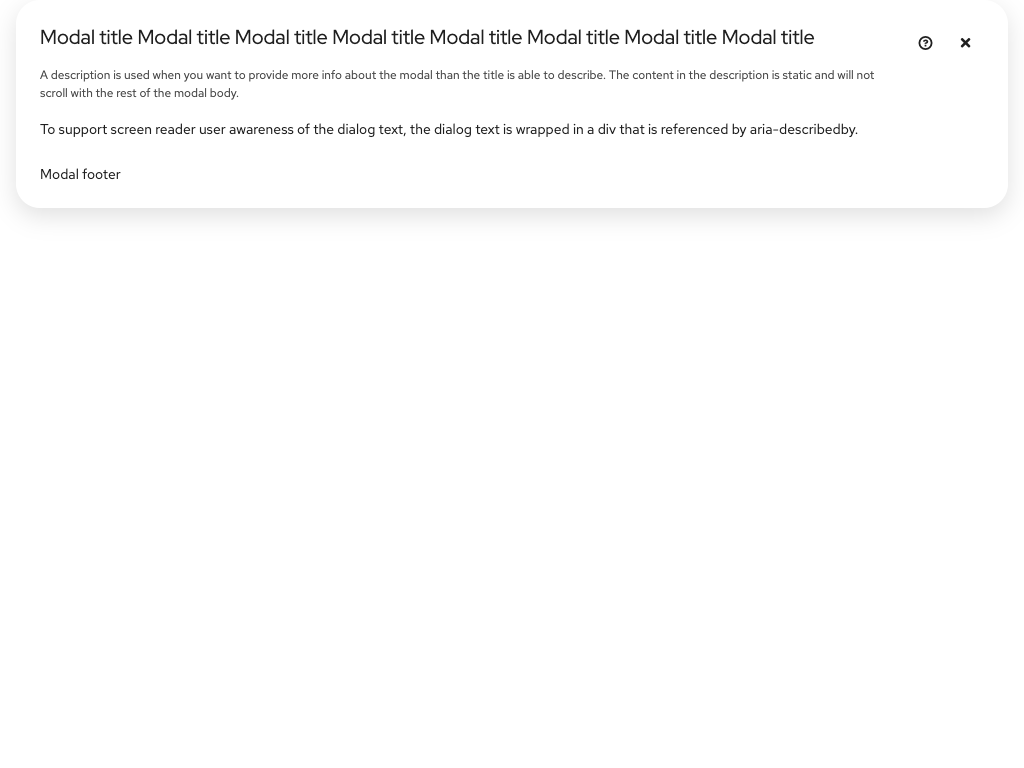 Modal title Modal title Modal title Modal title Modal title Modal title Modal title Modal title
A description is used when you want to provide more info about the modal than the title is able to describe. The content in the description is static and will not
scroll with the rest of the modal body.
To support screen reader user awareness of the dialog text, the dialog text is wrapped in a div that is referenced by aria-describedby.
Modal footer